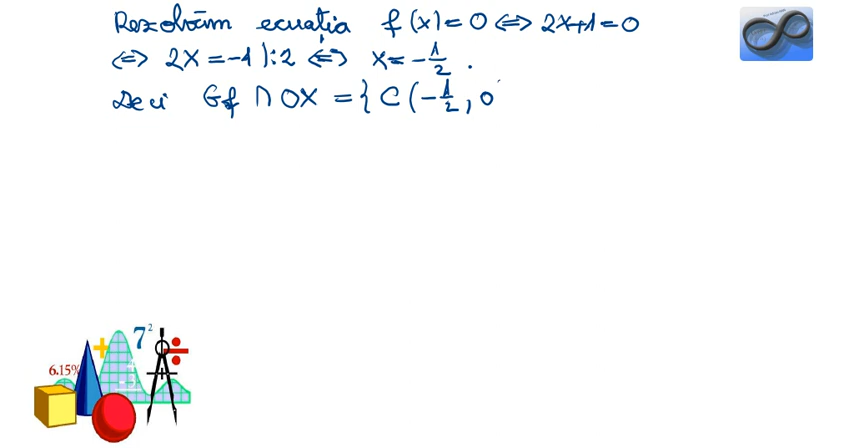 Rezolvăm ecuația f(x)=0 ⇔ 2x+1=0
⇔ 2x=-1 |:2 ⇔ x=-1/2.
Deci Gf ∩ OX = { C(-1/2, 0
7²
6.15%